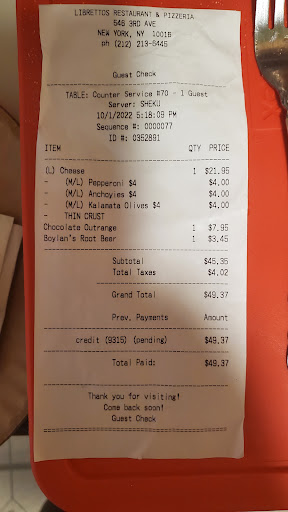 LIBRETTOS RESTAURANT & PIZZERIA
546 3RD AVE
NEW YORK, NY 10016
ph (212) 213-6445
Guest Check
TABLE: Counter Service #70 - 1 Guest
Server: SHEKU
10/1/2022 5:18:09 PM
Sequence #: 0000077
ID #: 0352891
ITEM QTY PRICE
(L) Cheese 1 $21.95
- (M/L) Pepperoni $4 $4.00
- (M/L) Anchovies $4 $4.00
- (M/L) Kalamata Olives $4 $4.00
- THIN CRUST
Chocolate Outrange 1 $7.95
Boylan's Root Beer 1 $3.45
Subtotal $45.35
Total Taxes $4.02
Grand Total $49.37
Prev. Payments Amount
credit (9315) (pending) $49.37
Total Paid: $49.37
Thank you for visiting!
Come back soon!
Guest Check